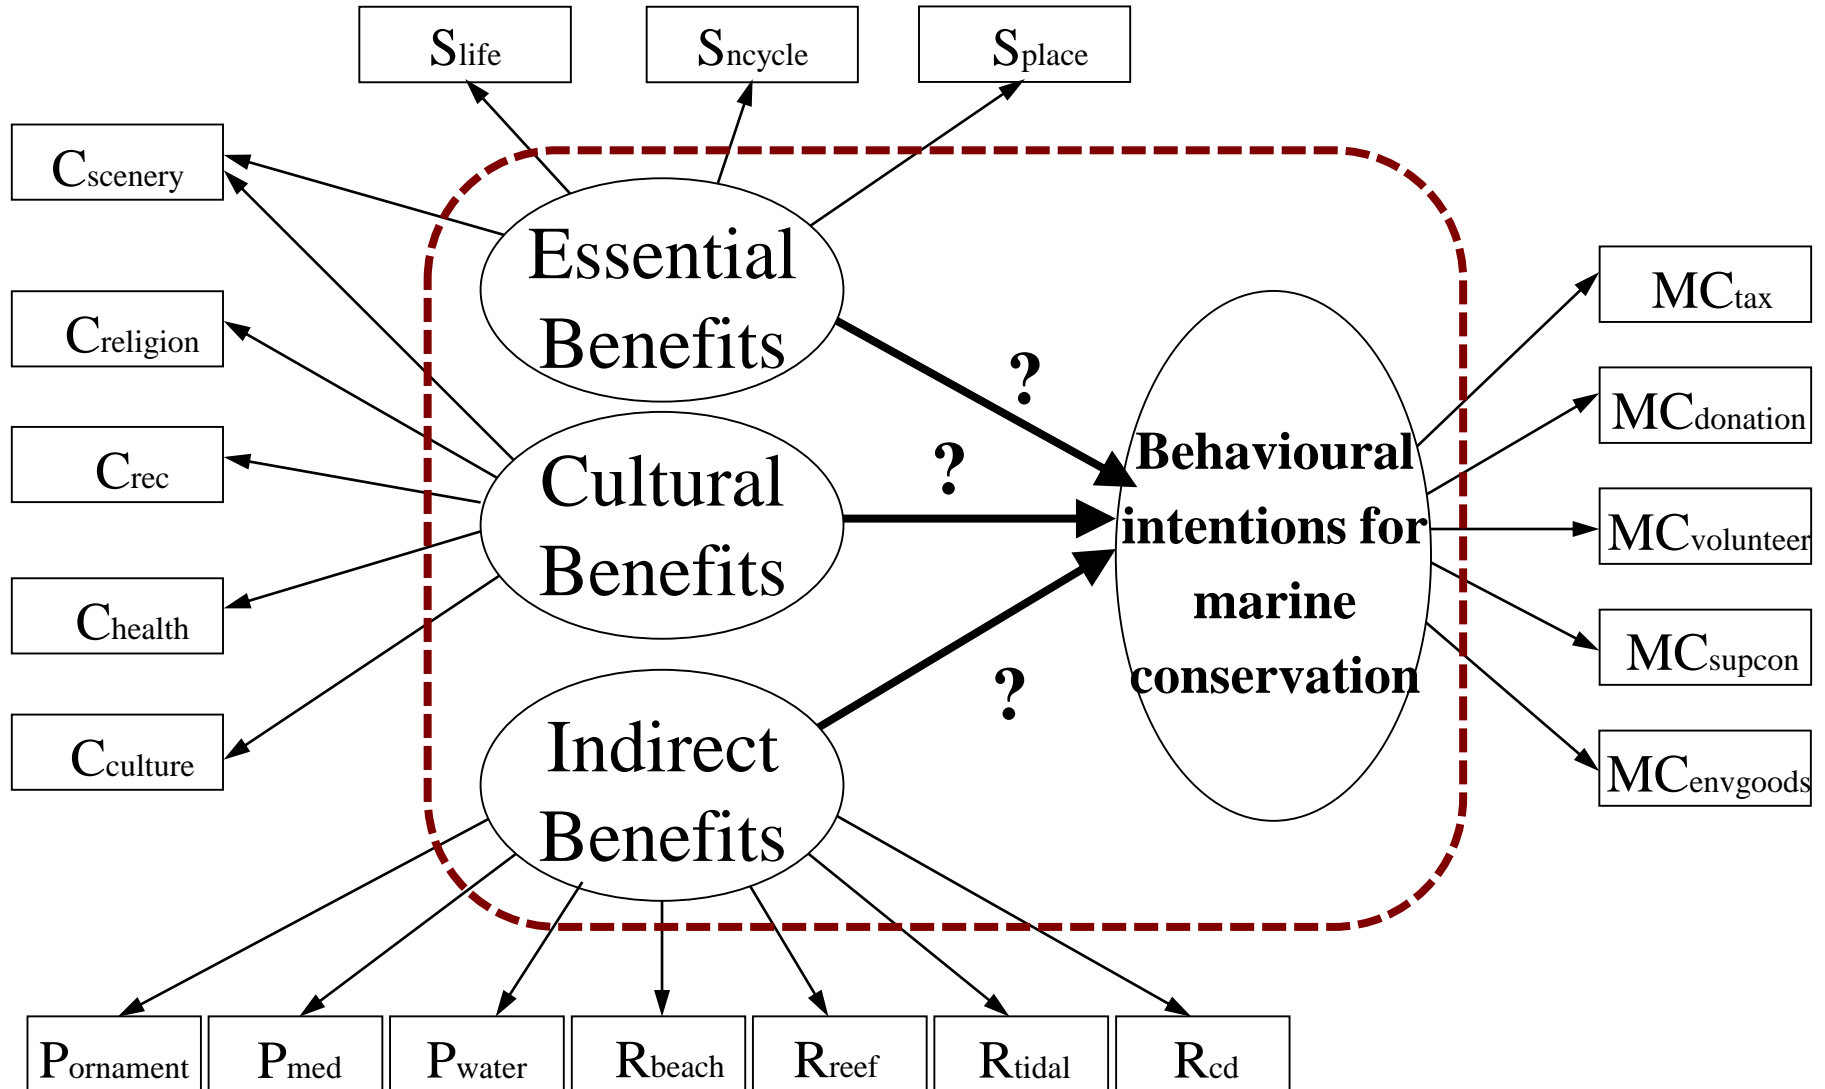 Slife
Sncycle
Splace
Cscenery
Creligion
Crec
Chealth
Cculture
Essential
Benefits
Cultural
Benefits
Indirect
Benefits
?
?
?
Behavioural
intentions for
marine
conservation
MCtax
MCdonation
MCvolunteer
MCsupcon
MCenvgoods
Pornament
Pmed
Pwater
Rbeach
Rreef
Rtidal
Rcd